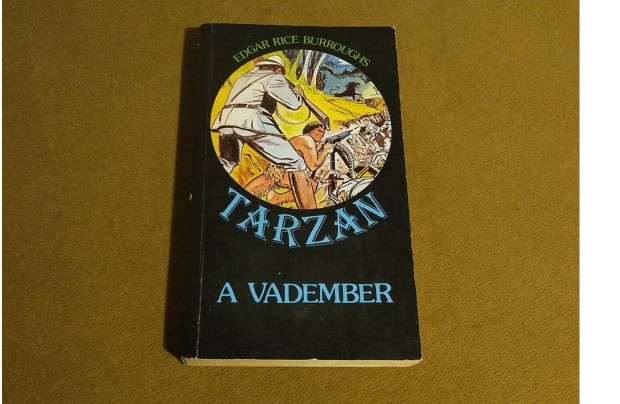 EDGAR RICE BURROUGHS
TARZAN
A VADEMBER